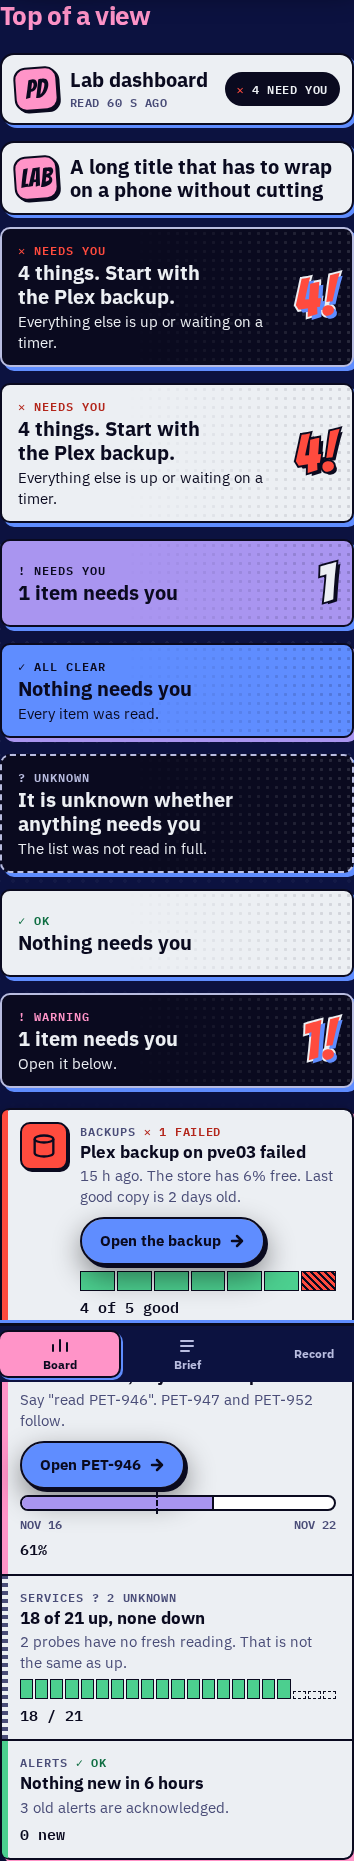 Top of a view
PD
Lab dashboard
READ 60 S AGO
× 4 NEED YOU
LAB
A long title that has to wrap
on a phone without cutting
× NEEDS YOU
4 things. Start with
the Plex backup.
Everything else is up or waiting on a
timer.
4!
× NEEDS YOU
4 things. Start with
the Plex backup.
Everything else is up or waiting on a
timer.
4!
! NEEDS YOU
1 item needs you
1
✓ ALL CLEAR
Nothing needs you
Every item was read.
? UNKNOWN
It is unknown whether
anything needs you
The list was not read in full.
✓ OK
Nothing needs you
! WARNING
1 item needs you
Open it below.
1!
BACKUPS × 1 FAILED
Plex backup on pve03 failed
15 h ago. The store has 6% free. Last
good copy is 2 days old.
Open the backup →
4 of 5 good
Board
Brief
Record
Say "read PET-946". PET-947 and PET-952
follow.
Open PET-946 →
NOV 16
NOV 22
61%
SERVICES ? 2 UNKNOWN
18 of 21 up, none down
2 probes have no fresh reading. That is not
the same as up.
18 / 21
ALERTS ✓ OK
Nothing new in 6 hours
3 old alerts are acknowledged.
0 new